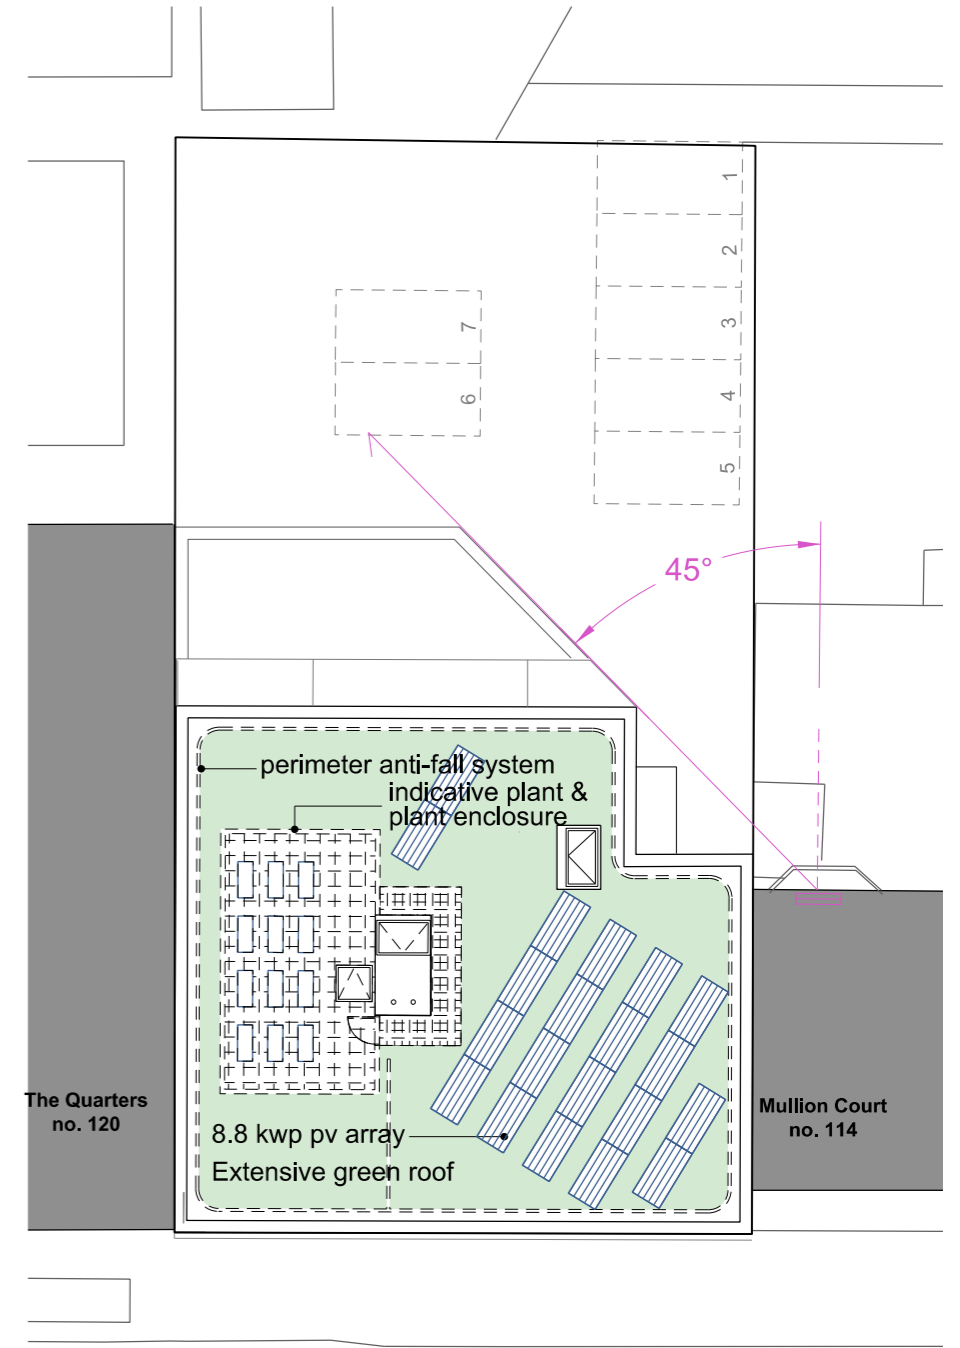 1
2
3
4
5
7
6
45°
perimeter anti-fall system
indicative plant &
plant enclosure
The Quarters
no. 120
Mullion Court
no. 114
8.8 kwp pv array
Extensive green roof